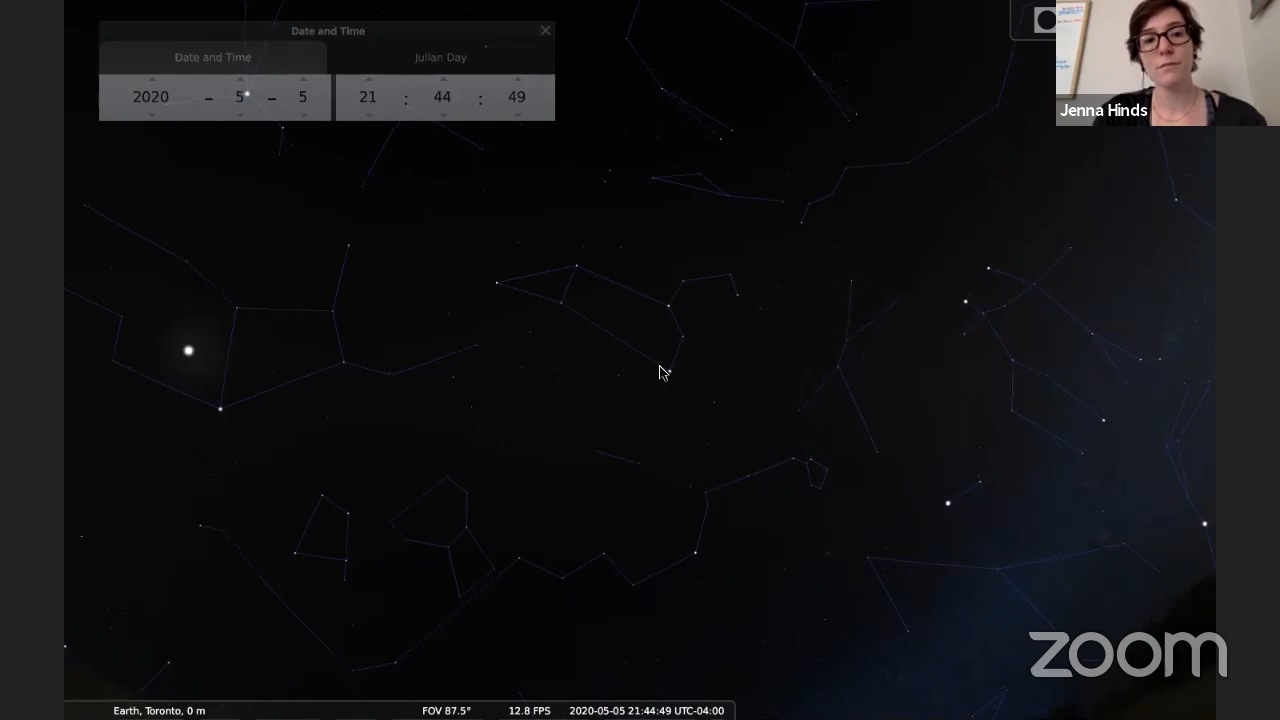 Date and Time
Date and Time
Julian Day
2020 - 5 - 5
21 : 44 : 49
Jenna Hinds
zoom
Earth, Toronto, 0 m
FOV 87.5°
12.8 FPS
2020-05-05 21:44:49 UTC-04:00